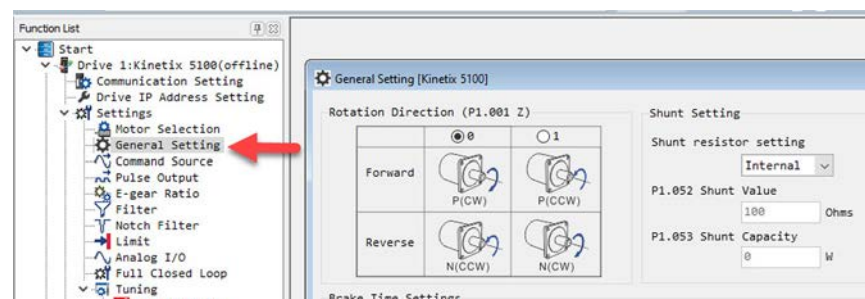 Function List
Start
Drive 1:Kinetix 5100(offline)
Communication Setting
Drive IP Address Setting
Settings
Motor Selection
General Setting
Command Source
Pulse Output
E-gear Ratio
Filter
Notch Filter
Limit
Analog I/O
Full Closed Loop
Tuning
General Setting [Kinetix 5100]
Rotation Direction (P1.001 Z)
0 1
Forward P(CW) P(CCW)
Reverse N(CCW) N(CW)
Brake Time Settings
Shunt Setting
Shunt resistor setting
Internal
P1.052 Shunt Value
100 Ohms
P1.053 Shunt Capacity
0 W